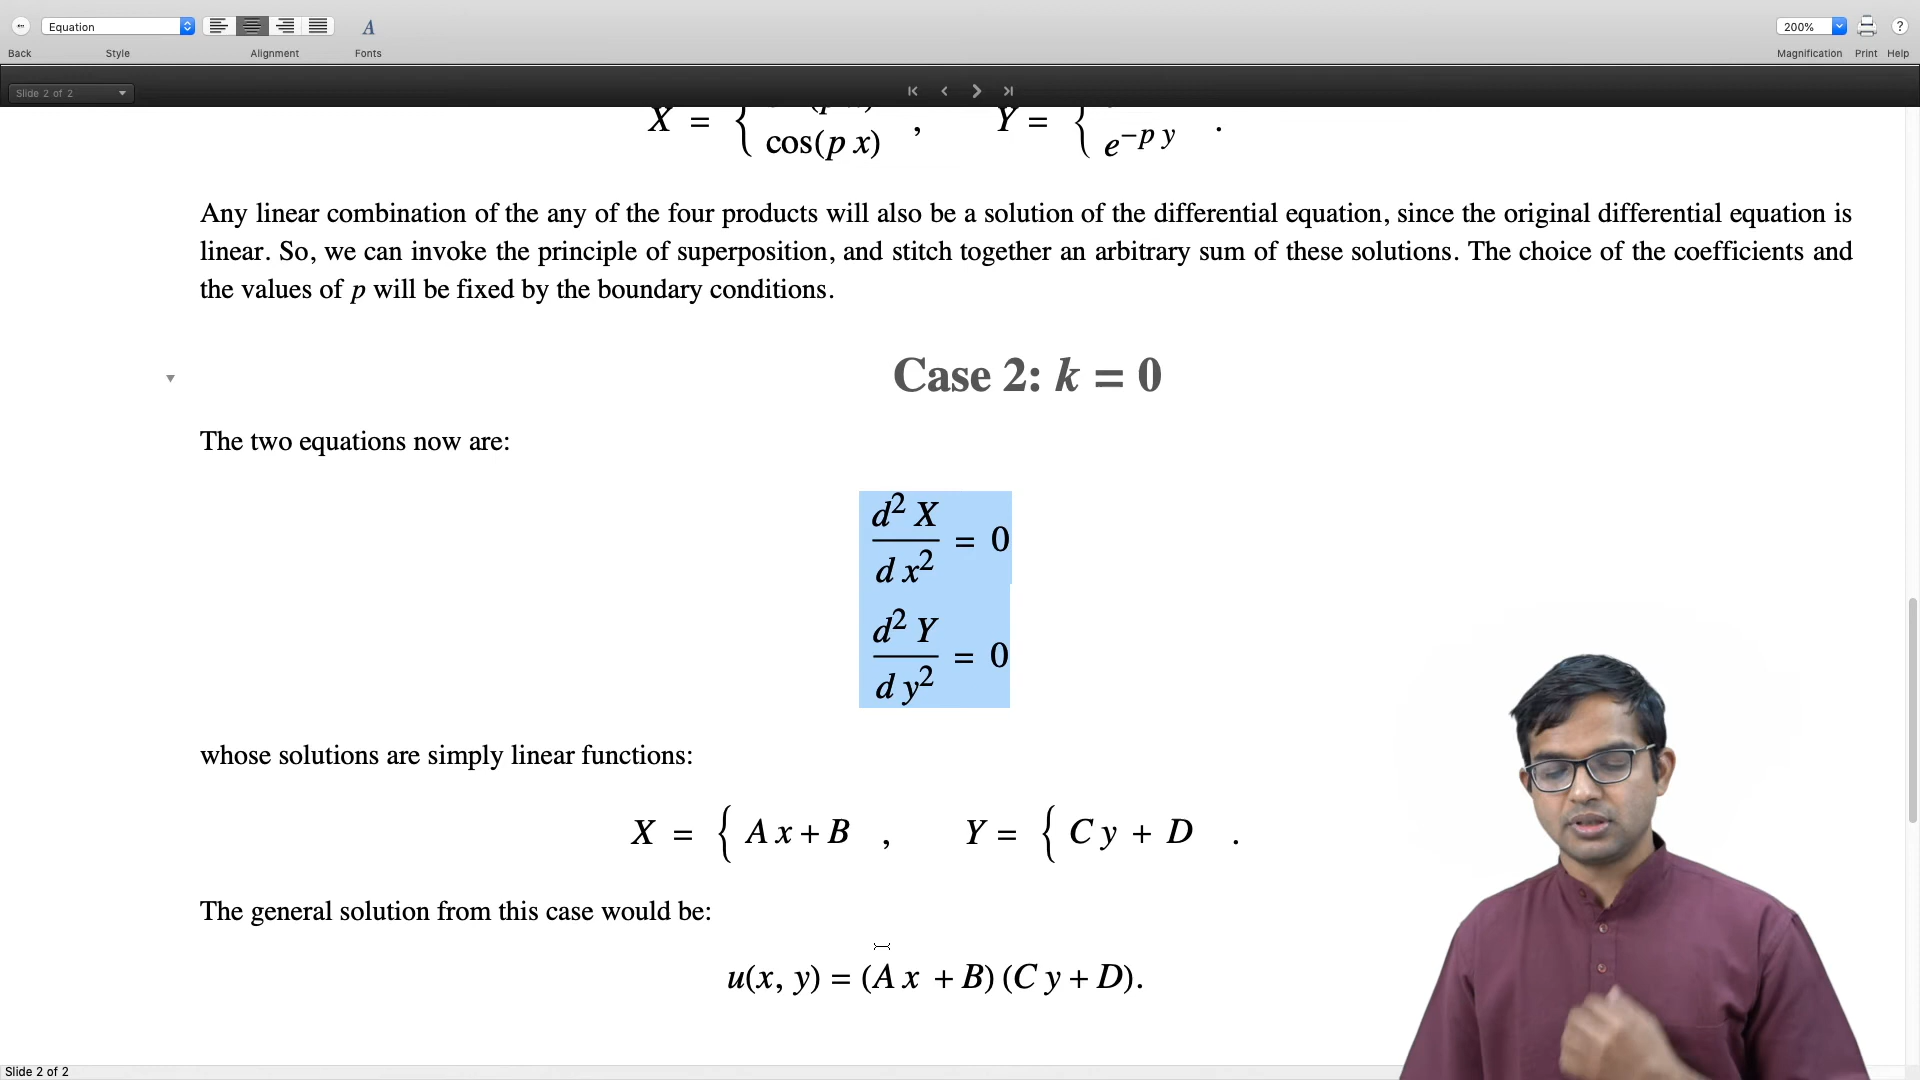 Equation
200%
Back Style Alignment Fonts Magnification Print Help
Slide 2 of 2
X = { cos(p x) , Y = { e^{-p y} .
Any linear combination of the any of the four products will also be a solution of the differential equation, since the original differential equation is
linear. So, we can invoke the principle of superposition, and stitch together an arbitrary sum of these solutions. The choice of the coefficients and
the values of p will be fixed by the boundary conditions.
Case 2: k = 0
The two equations now are:
d² X / d x² = 0
d² Y / d y² = 0
whose solutions are simply linear functions:
X = { A x + B , Y = { C y + D .
The general solution from this case would be:
u(x, y) = (A x + B) (C y + D).
Slide 2 of 2